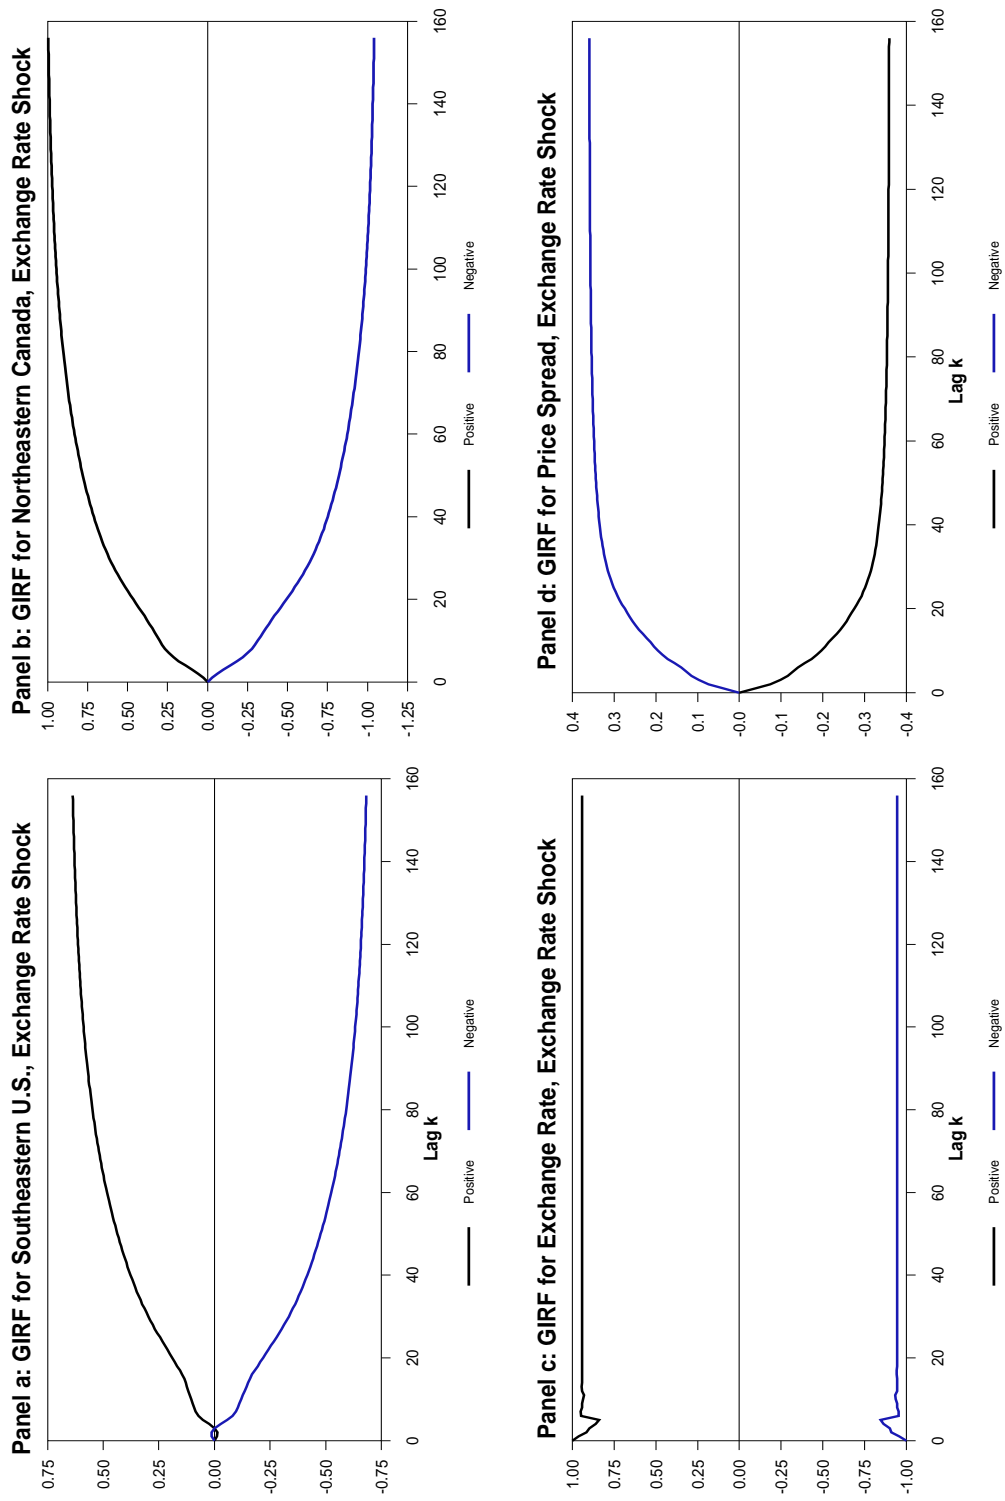 Panel a: GIRF for Southeastern U.S., Exchange Rate Shock
0.75
0.50
0.25
0.00
-0.25
-0.50
-0.75
0 20 40 60 80 100 120 140 160
Lag k
Positive Negative
Panel b: GIRF for Northeastern Canada, Exchange Rate Shock
1.00
0.75
0.50
0.25
0.00
-0.25
-0.50
-0.75
-1.00
-1.25
0 20 40 60 80 100 120 140 160
Positive Negative
Panel c: GIRF for Exchange Rate, Exchange Rate Shock
1.00
0.75
0.50
0.25
0.00
-0.25
-0.50
-0.75
-1.00
0 20 40 60 80 100 120 140 160
Lag k
Positive Negative
Panel d: GIRF for Price Spread, Exchange Rate Shock
0.4
0.3
0.2
0.1
-0.0
-0.1
-0.2
-0.3
-0.4
0 20 40 60 80 100 120 140 160
Lag k
Positive Negative